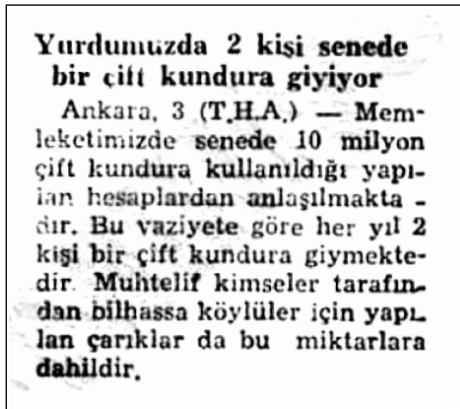 Yurdumuzda 2 kişi senede
bir çift kundura giyiyor
Ankara, 3 (T.H.A.) — Mem-
leketimizde senede 10 milyon
çift kundura kullanıldığı yapı-
lan hesaplardan anlaşılmakta -
dır. Bu vaziyete göre her yıl 2
kişi bir çift kundura giymekte-
dir. Muhtelif kimseler tarafın-
dan bilhassa köylüler için yapı-
lan çarıklar da bu miktarlara
dahildir.